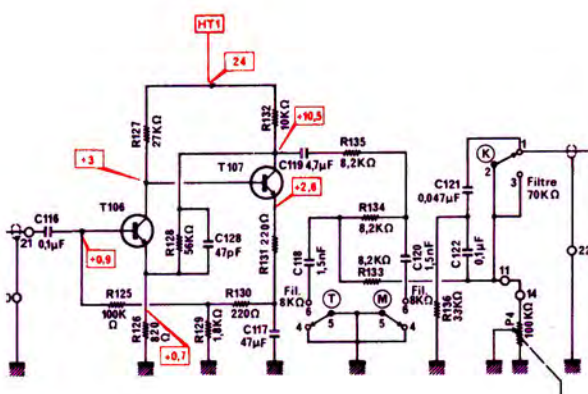 HT1
24
R127
27KΩ
R132
10KΩ
+10,5
+3
T107
C119 4,7µF
R135
8,2KΩ
K
1
2
3
Filtre
70KΩ
C121
0,047µF
T106
+2,6
C116
0,1µF
21
R128
56KΩ
C128
47pF
R131 220Ω
R134
8,2KΩ
C118
1,5nF
8,2KΩ
R133
C120
1,5nF
C122
0,1µF
22
+0,9
R125
100K
Ω
R130
220Ω
R126
820
Ω
R129
1,8KΩ
C117
47µF
Fil.
8KΩ
6
T
M
Fil.
8KΩ
6
4
5
5
4
R136
33KΩ
11
14
P4
100KΩ
+0,7